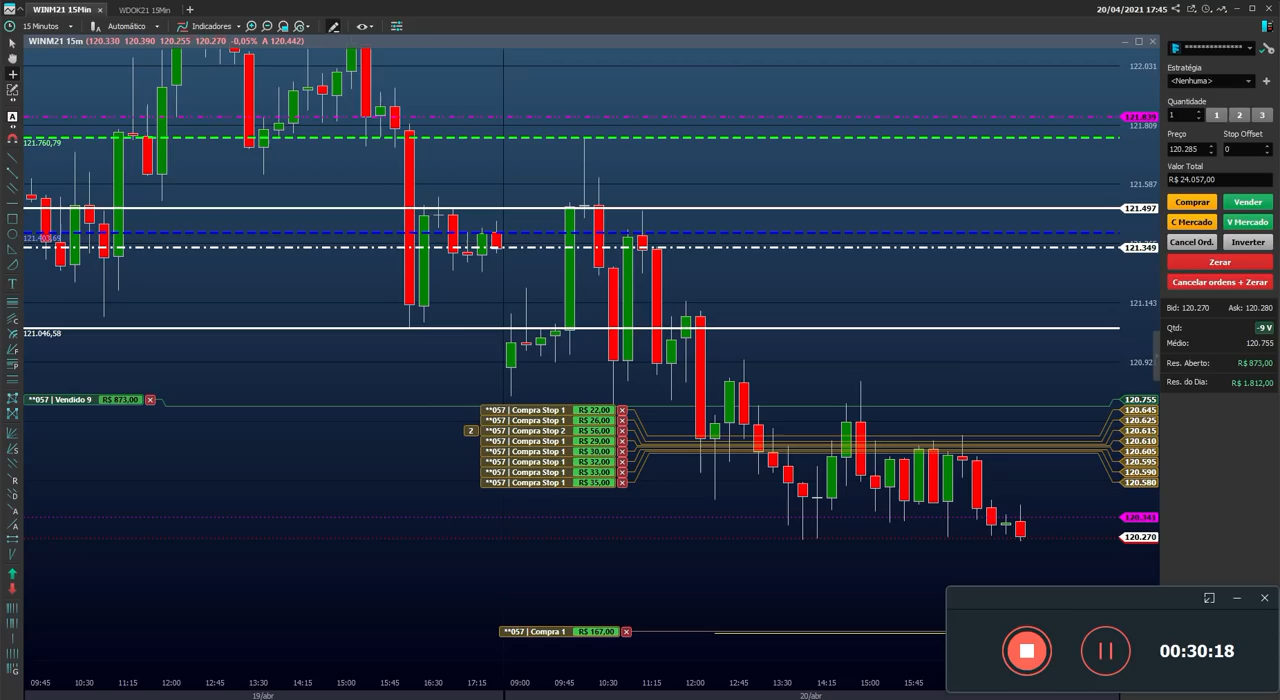 WINM21 15Min × WDOK21 15Min +
20/04/2021 17:45
15 Minutos Automático Indicadores
WINM21 15m (120.330 120.390 120.255 120.270 -0,05% A 120.442)
122.031
121.839
121.809
121.760,79
121.587
121.497
121.349
121.143
121.046,58
**057 | Vendido 9 R$ 873,00
120.755
**057 | Compra Stop 1 R$ 22,00 120.645
**057 | Compra Stop 1 R$ 26,00 120.625
2 **057 | Compra Stop 2 R$ 56,00 120.615
**057 | Compra Stop 1 R$ 29,00 120.610
**057 | Compra Stop 1 R$ 30,00 120.605
**057 | Compra Stop 1 R$ 32,00 120.595
**057 | Compra Stop 1 R$ 33,00 120.590
**057 | Compra Stop 1 R$ 35,00 120.580
120.341
120.270
**057 | Compra 1 R$ 167,00
09:45 10:30 11:15 12:00 12:45 13:30 14:15 15:00 15:45 16:30 17:15 09:00 09:45 10:30 11:15 12:00 12:45 13:30 14:15 15:00 15:45
19/abr 20/abr
**************
Estratégia
<Nenhuma>
Quantidade
1 1 2 3
Preço Stop Offset
120.285 0
Valor Total
R$ 24.057,00
Comprar Vender
C Mercado V Mercado
Cancel Ord. Inverter
Zerar
Cancelar ordens + Zerar
Bid: 120.270 Ask: 120.280
Qtd: -9 V
Médio: 120.755
Res. Aberto: R$ 873,00
Res. do Dia: R$ 1.812,00
00:30:18